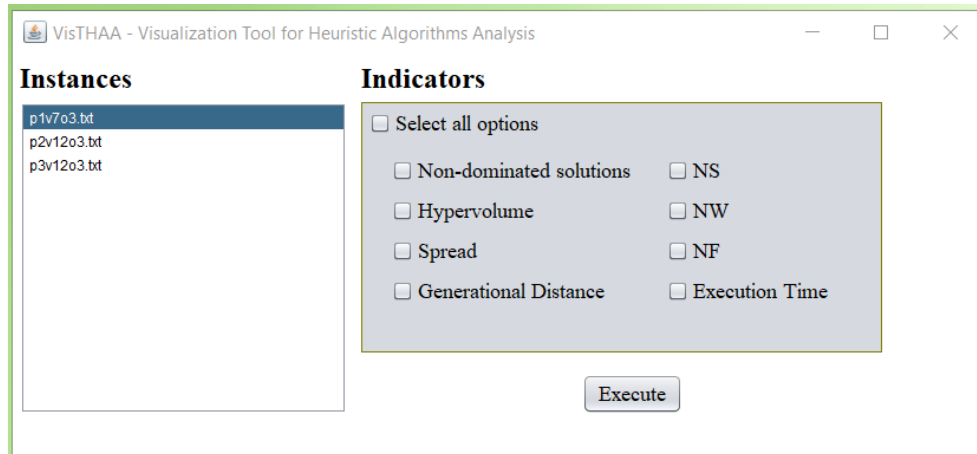 VisTHAA - Visualization Tool for Heuristic Algorithms Analysis
Instances
p1v7o3.txt
p2v12o3.txt
p3v12o3.txt
Indicators
Select all options
Non-dominated solutions
NS
Hypervolume
NW
Spread
NF
Generational Distance
Execution Time
Execute